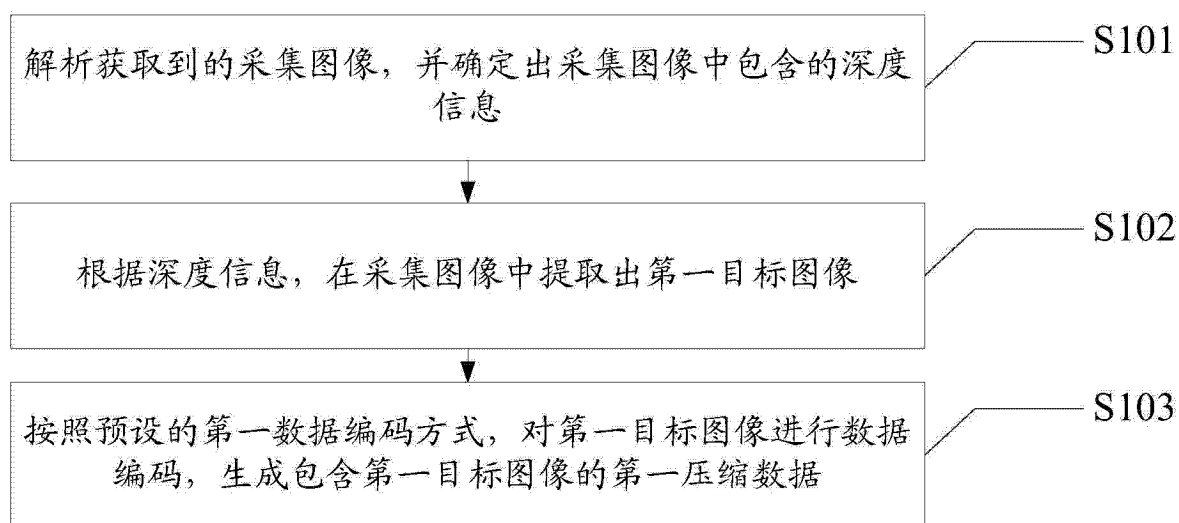 解析获取到的采集图像，并确定出采集图像中包含的深度
信息
S101
根据深度信息，在采集图像中提取出第一目标图像
S102
按照预设的第一数据编码方式，对第一目标图像进行数据
编码，生成包含第一目标图像的第一压缩数据
S103